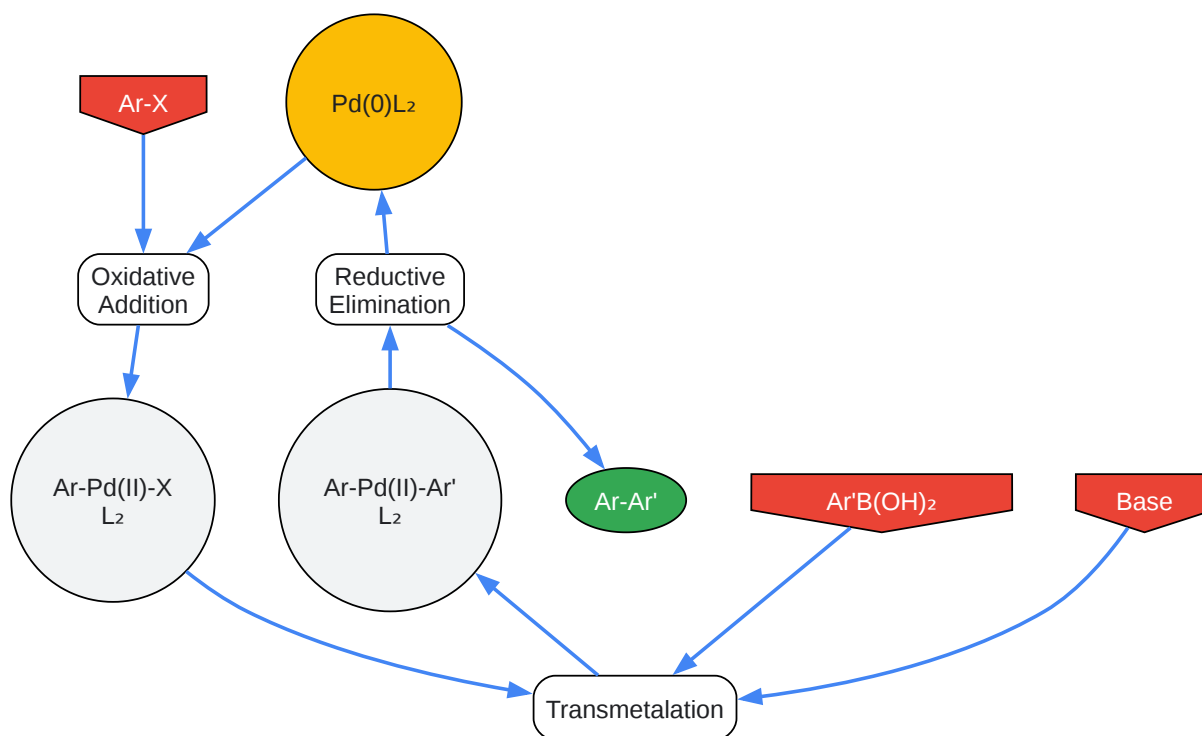 Ar-X
Pd(0)L₂
Oxidative
Addition
Reductive
Elimination
Ar-Pd(II)-X
L₂
Ar-Pd(II)-Ar'
L₂
Ar-Ar'
Ar'B(OH)₂
Base
Transmetalation